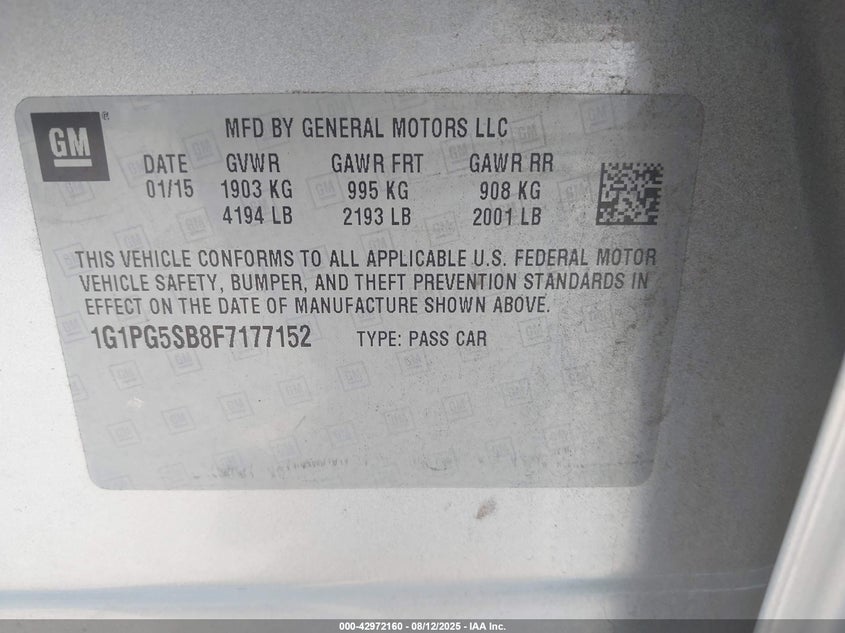 GM
®
MFD BY GENERAL MOTORS LLC
DATE GVWR GAWR FRT GAWR RR
01/15 1903 KG 995 KG 908 KG
4194 LB 2193 LB 2001 LB
THIS VEHICLE CONFORMS TO ALL APPLICABLE U.S. FEDERAL MOTOR
VEHICLE SAFETY, BUMPER, AND THEFT PREVENTION STANDARDS IN
EFFECT ON THE DATE OF MANUFACTURE SHOWN ABOVE.
1G1PG5SB8F7177152 TYPE: PASS CAR
000-42972160 - 08/12/2025 - IAA Inc.